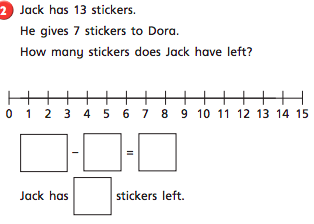 2 Jack has 13 stickers.
He gives 7 stickers to Dora.
How many stickers does Jack have left?
0 1 2 3 4 5 6 7 8 9 10 11 12 13 14 15
- =
Jack has stickers left.